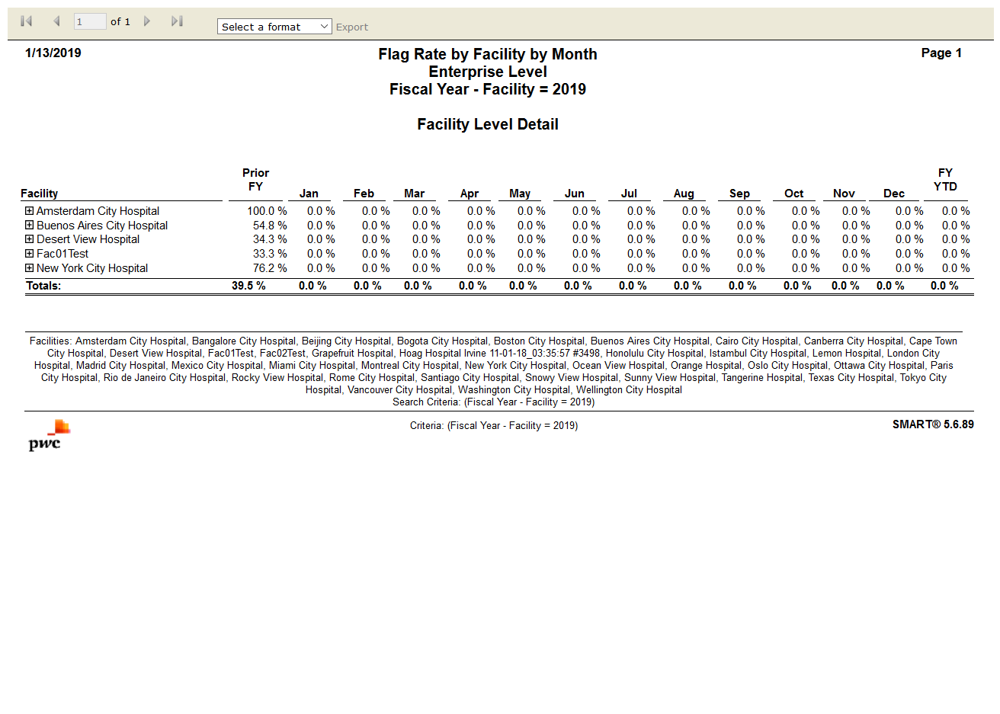 1 of 1 Select a format Export
1/13/2019 Flag Rate by Facility by Month Page 1
Enterprise Level
Fiscal Year - Facility = 2019
Facility Level Detail
Prior FY
Facility FY Jan Feb Mar Apr May Jun Jul Aug Sep Oct Nov Dec YTD
Amsterdam City Hospital 100.0 % 0.0 % 0.0 % 0.0 % 0.0 % 0.0 % 0.0 % 0.0 % 0.0 % 0.0 % 0.0 % 0.0 % 0.0 % 0.0 %
Buenos Aires City Hospital 54.8 % 0.0 % 0.0 % 0.0 % 0.0 % 0.0 % 0.0 % 0.0 % 0.0 % 0.0 % 0.0 % 0.0 % 0.0 % 0.0 %
Desert View Hospital 34.3 % 0.0 % 0.0 % 0.0 % 0.0 % 0.0 % 0.0 % 0.0 % 0.0 % 0.0 % 0.0 % 0.0 % 0.0 % 0.0 %
Fac01Test 33.3 % 0.0 % 0.0 % 0.0 % 0.0 % 0.0 % 0.0 % 0.0 % 0.0 % 0.0 % 0.0 % 0.0 % 0.0 % 0.0 %
New York City Hospital 76.2 % 0.0 % 0.0 % 0.0 % 0.0 % 0.0 % 0.0 % 0.0 % 0.0 % 0.0 % 0.0 % 0.0 % 0.0 % 0.0 %
Totals: 39.5 % 0.0 % 0.0 % 0.0 % 0.0 % 0.0 % 0.0 % 0.0 % 0.0 % 0.0 % 0.0 % 0.0 % 0.0 % 0.0 %
Facilities: Amsterdam City Hospital, Bangalore City Hospital, Beijing City Hospital, Bogota City Hospital, Boston City Hospital, Buenos Aires City Hospital, Cairo City Hospital, Canberra City Hospital, Cape Town
City Hospital, Desert View Hospital, Fac01Test, Fac02Test, Grapefruit Hospital, Hoag Hospital Irvine 11-01-18_03:35:57 #3498, Honolulu City Hospital, Istambul City Hospital, Lemon Hospital, London City
Hospital, Madrid City Hospital, Mexico City Hospital, Miami City Hospital, Montreal City Hospital, New York City Hospital, Ocean View Hospital, Orange Hospital, Oslo City Hospital, Ottawa City Hospital, Paris
City Hospital, Rio de Janeiro City Hospital, Rocky View Hospital, Rome City Hospital, Santiago City Hospital, Snowy View Hospital, Sunny View Hospital, Tangerine Hospital, Texas City Hospital, Tokyo City
Hospital, Vancouver City Hospital, Washington City Hospital, Wellington City Hospital
Search Criteria: (Fiscal Year - Facility = 2019)
pwc Criteria: (Fiscal Year - Facility = 2019) SMART® 5.6.89